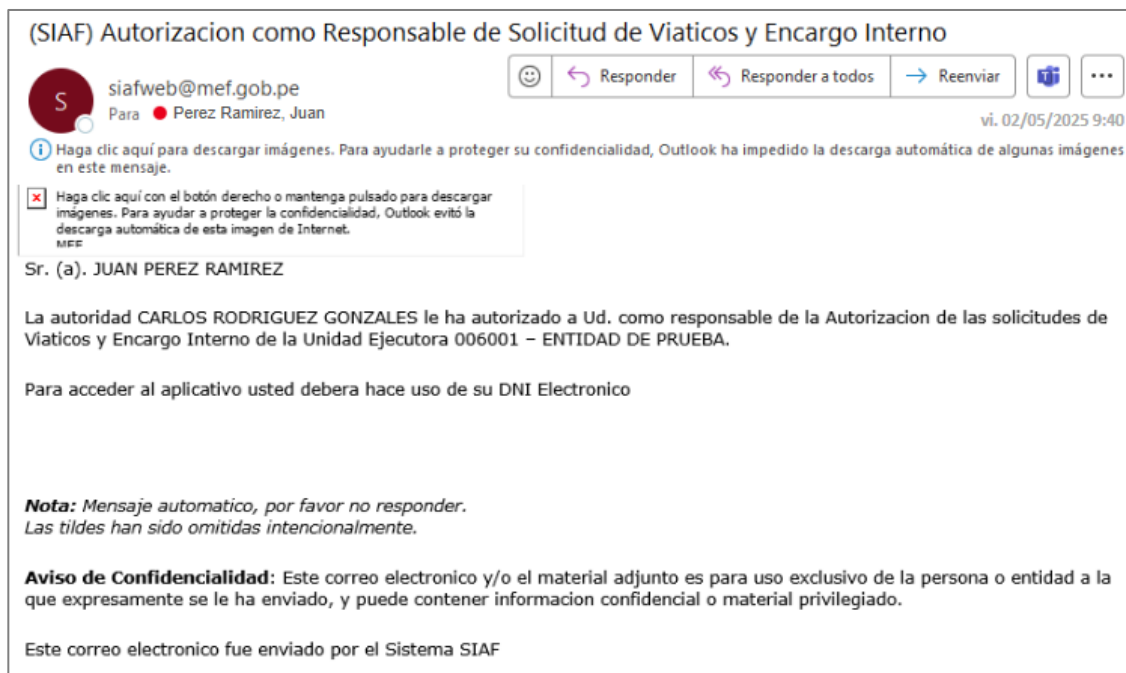 (SIAF) Autorizacion como Responsable de Solicitud de Viaticos y Encargo Interno
S
siafweb@mef.gob.pe
Para Perez Ramirez, Juan
Responder
Responder a todos
Reenviar
vi. 02/05/2025 9:40
Haga clic aquí para descargar imágenes. Para ayudarle a proteger su confidencialidad, Outlook ha impedido la descarga automática de algunas imágenes
en este mensaje.
Haga clic aquí con el botón derecho o mantenga pulsado para descargar
imágenes. Para ayudar a proteger la confidencialidad, Outlook evitó la
descarga automática de esta imagen de Internet.
MEF
Sr. (a). JUAN PEREZ RAMIREZ
La autoridad CARLOS RODRIGUEZ GONZALES le ha autorizado a Ud. como responsable de la Autorizacion de las solicitudes de
Viaticos y Encargo Interno de la Unidad Ejecutora 006001 – ENTIDAD DE PRUEBA.
Para acceder al aplicativo usted debera hace uso de su DNI Electronico
Nota: Mensaje automatico, por favor no responder.
Las tildes han sido omitidas intencionalmente.
Aviso de Confidencialidad: Este correo electronico y/o el material adjunto es para uso exclusivo de la persona o entidad a la
que expresamente se le ha enviado, y puede contener informacion confidencial o material privilegiado.
Este correo electronico fue enviado por el Sistema SIAF